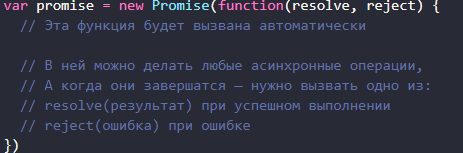 var promise = new Promise(function(resolve, reject) {
// Эта функция будет вызвана автоматически
// В ней можно делать любые асинхронные операции,
// А когда они завершатся — нужно вызвать одно из:
// resolve(результат) при успешном выполнении
// reject(ошибка) при ошибке
})